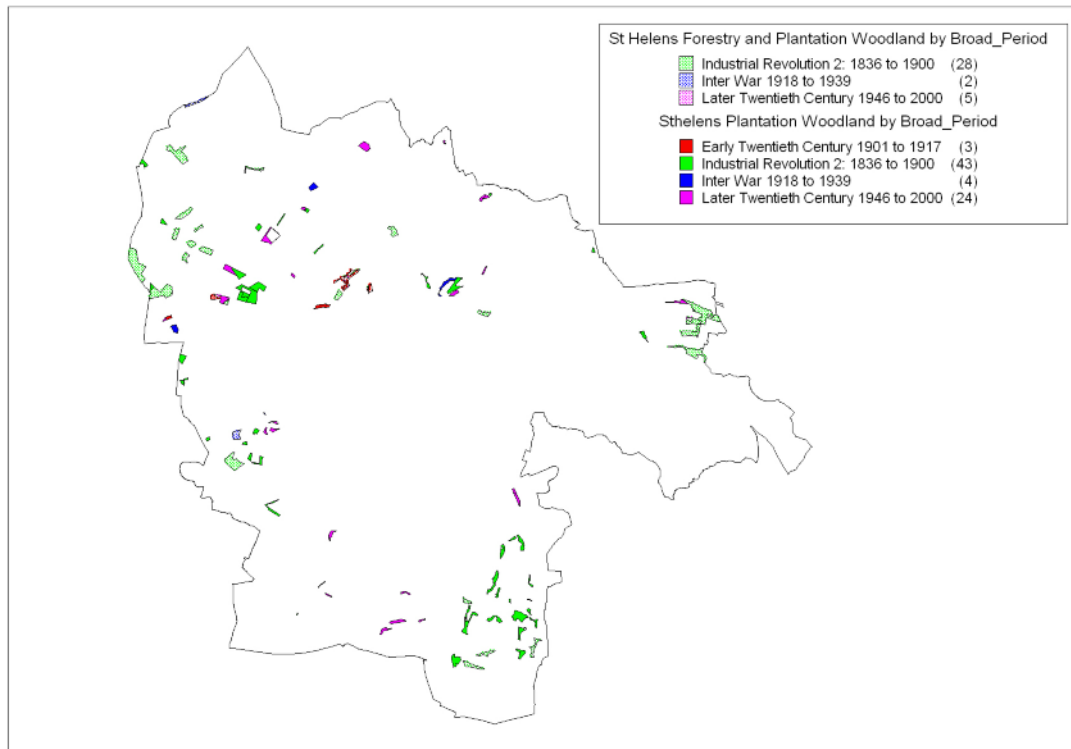 St Helens Forestry and Plantation Woodland by Broad_Period
Industrial Revolution 2: 1836 to 1900 (28)
Inter War 1918 to 1939 (2)
Later Twentieth Century 1946 to 2000 (5)
Sthelens Plantation Woodland by Broad_Period
Early Twentieth Century 1901 to 1917 (3)
Industrial Revolution 2: 1836 to 1900 (43)
Inter War 1918 to 1939 (4)
Later Twentieth Century 1946 to 2000 (24)